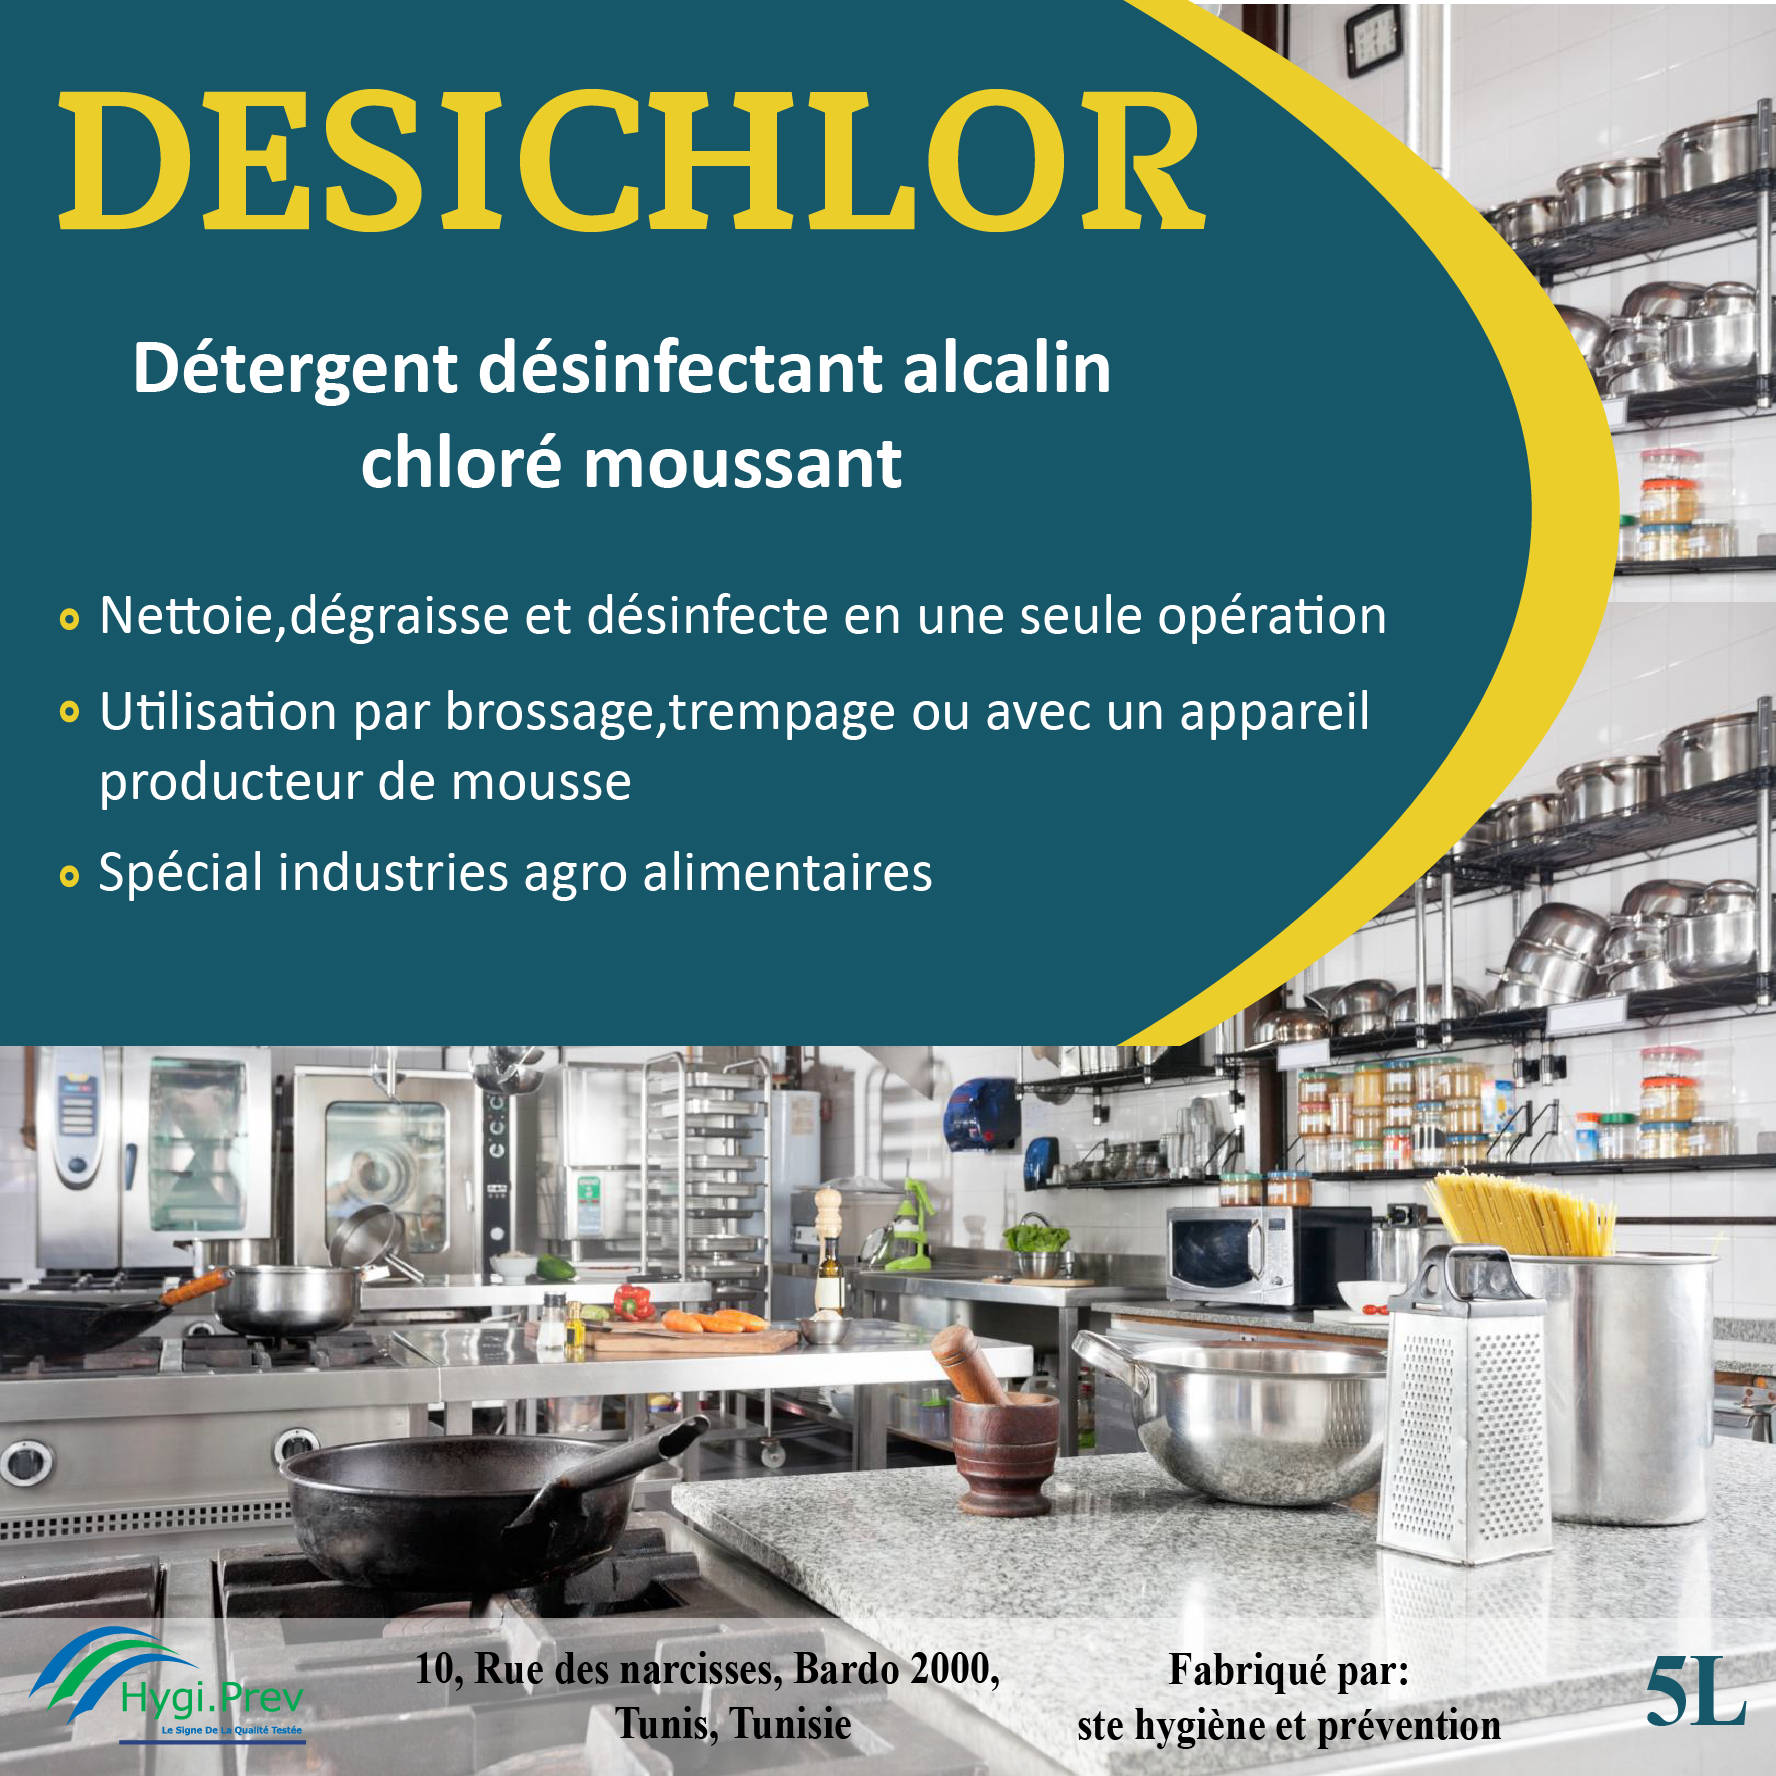 DESICHLOR
Détergent désinfectant alcalin
chloré moussant
Nettoie,dégraisse et désinfecte en une seule opération
Utilisation par brossage,trempage ou avec un appareil
producteur de mousse
Spécial industries agro alimentaires
Hygi.Prev
Le Signe De La Qualité Testée
10, Rue des narcisses, Bardo 2000,
Tunis, Tunisie
Fabriqué par:
ste hygiène et prévention
5L